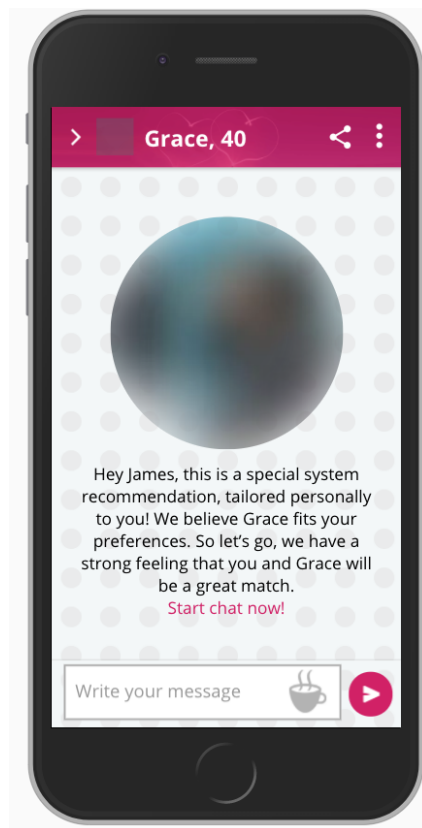 Grace, 40
Hey James, this is a special system
recommendation, tailored personally
to you! We believe Grace fits your
preferences. So let’s go, we have a
strong feeling that you and Grace will
be a great match.
Start chat now!
Write your message